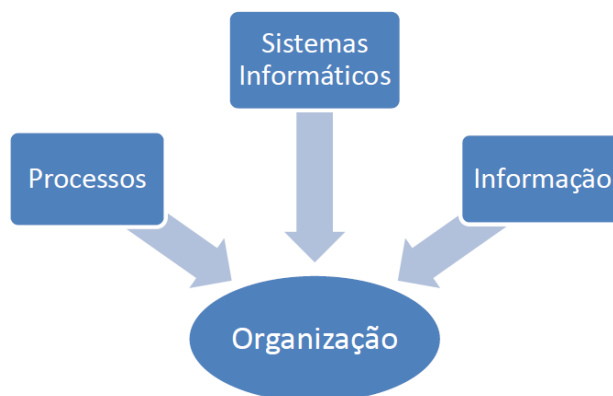 Sistemas
Informáticos
Processos
Informação
Organização